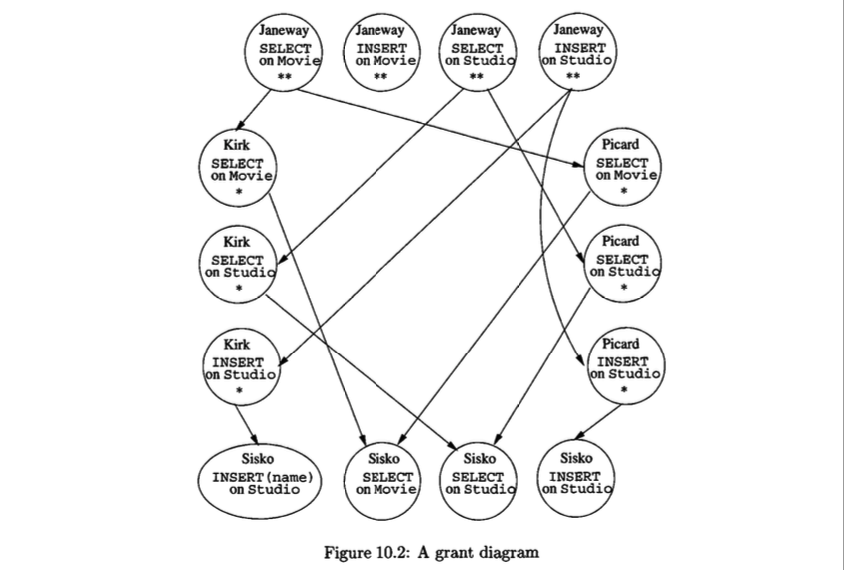 Janeway
SELECT
on Movie
**
Janeway
INSERT
on Movie
**
Janeway
SELECT
on Studio
**
Janeway
INSERT
on Studio
**
Kirk
SELECT
on Movie
*
Picard
SELECT
on Movie
*
Kirk
SELECT
on Studio
*
Picard
SELECT
on Studio
*
Kirk
INSERT
on Studio
*
Picard
INSERT
on Studio
*
Sisko
INSERT(name)
on Studio
Sisko
SELECT
on Movie
Sisko
SELECT
on Studio
Sisko
INSERT
on Studio
Figure 10.2: A grant diagram